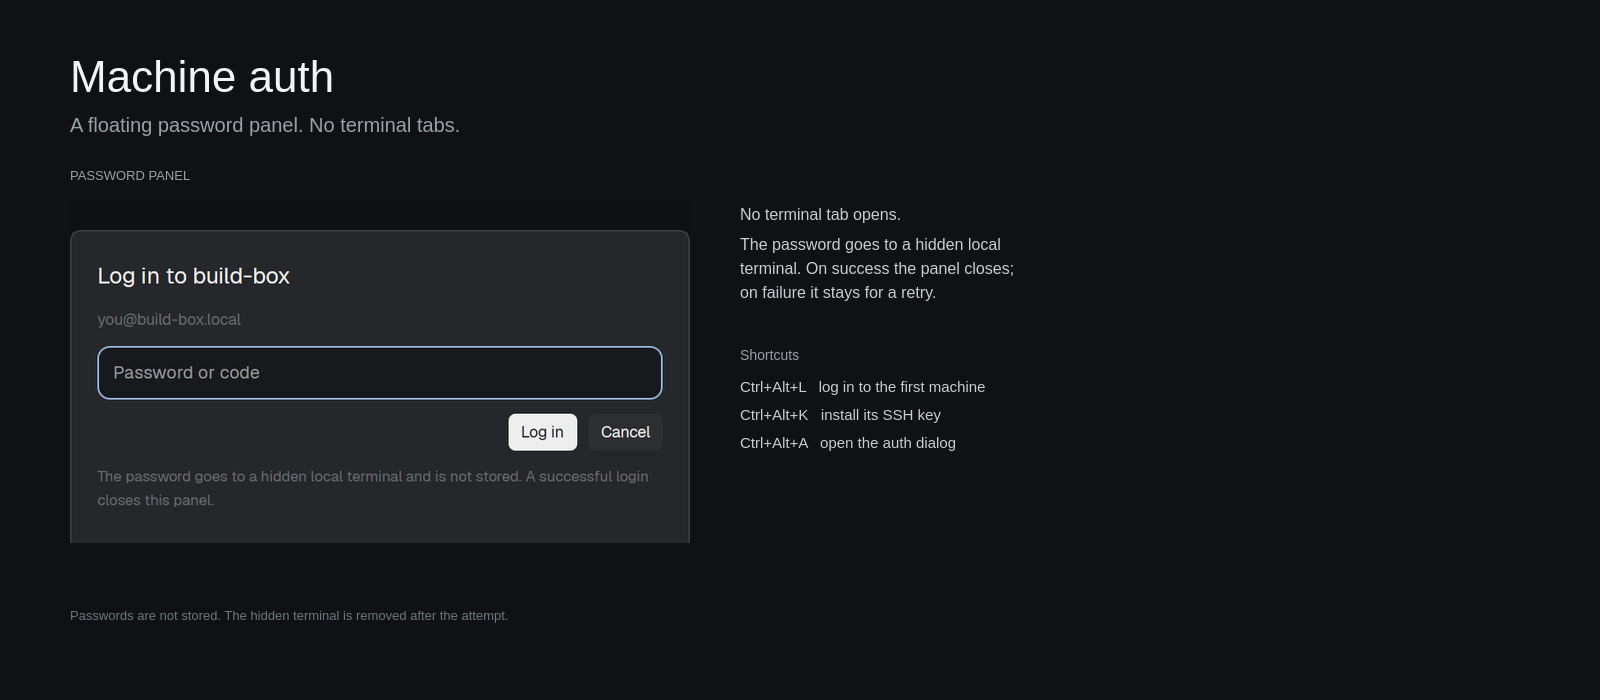 Machine auth
A floating password panel. No terminal tabs.
PASSWORD PANEL
Log in to build-box
you@build-box.local
Password or code
Log in
Cancel
The password goes to a hidden local terminal and is not stored. A successful login
closes this panel.
No terminal tab opens.
The password goes to a hidden local
terminal. On success the panel closes;
on failure it stays for a retry.
Shortcuts
Ctrl+Alt+L log in to the first machine
Ctrl+Alt+K install its SSH key
Ctrl+Alt+A open the auth dialog
Passwords are not stored. The hidden terminal is removed after the attempt.